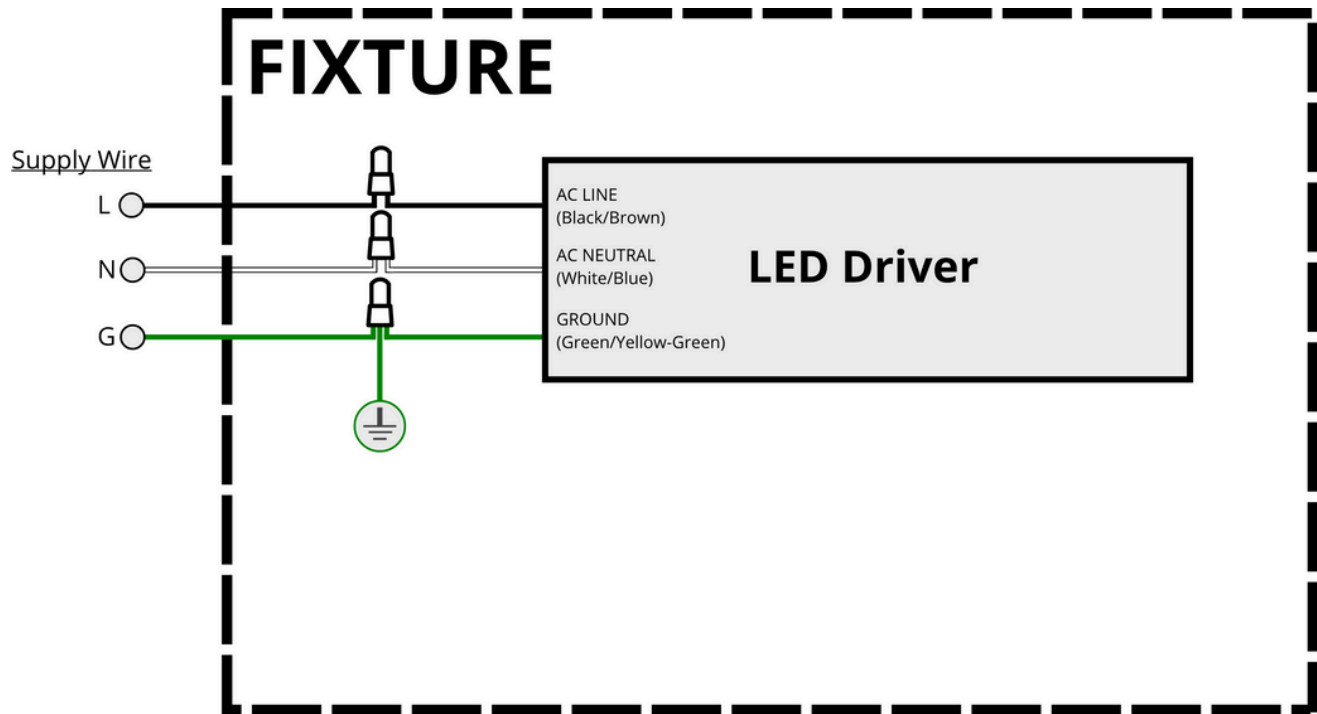 FIXTURE
Supply Wire
L
AC LINE
(Black/Brown)
N
AC NEUTRAL
(White/Blue)
LED Driver
G
GROUND
(Green/Yellow-Green)